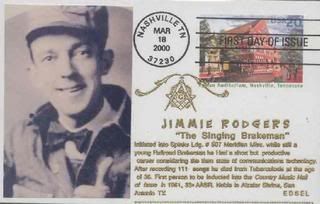 NASHVILLE TN
MAR
18
2000
37230
USA 20
FIRST DAY OF ISSUE
Ryman Auditorium, Nashville, Tennessee
G
JIMMIE RODGERS
"The Singing Brakeman"
Initiated into Spinks Ldg. # 507 Meridian Miss. while still a
young Railroad Brakeman he had a short but productive
career considering the then state of communications technology.
After recording 111 songs he died from Tuberculosis at the age
of 36. First person to be inducted into the Country Music Hall
of fame in 1961, 33° AASR, Noble in Alzafar Shrine, San
Antonio TX
EDSEL